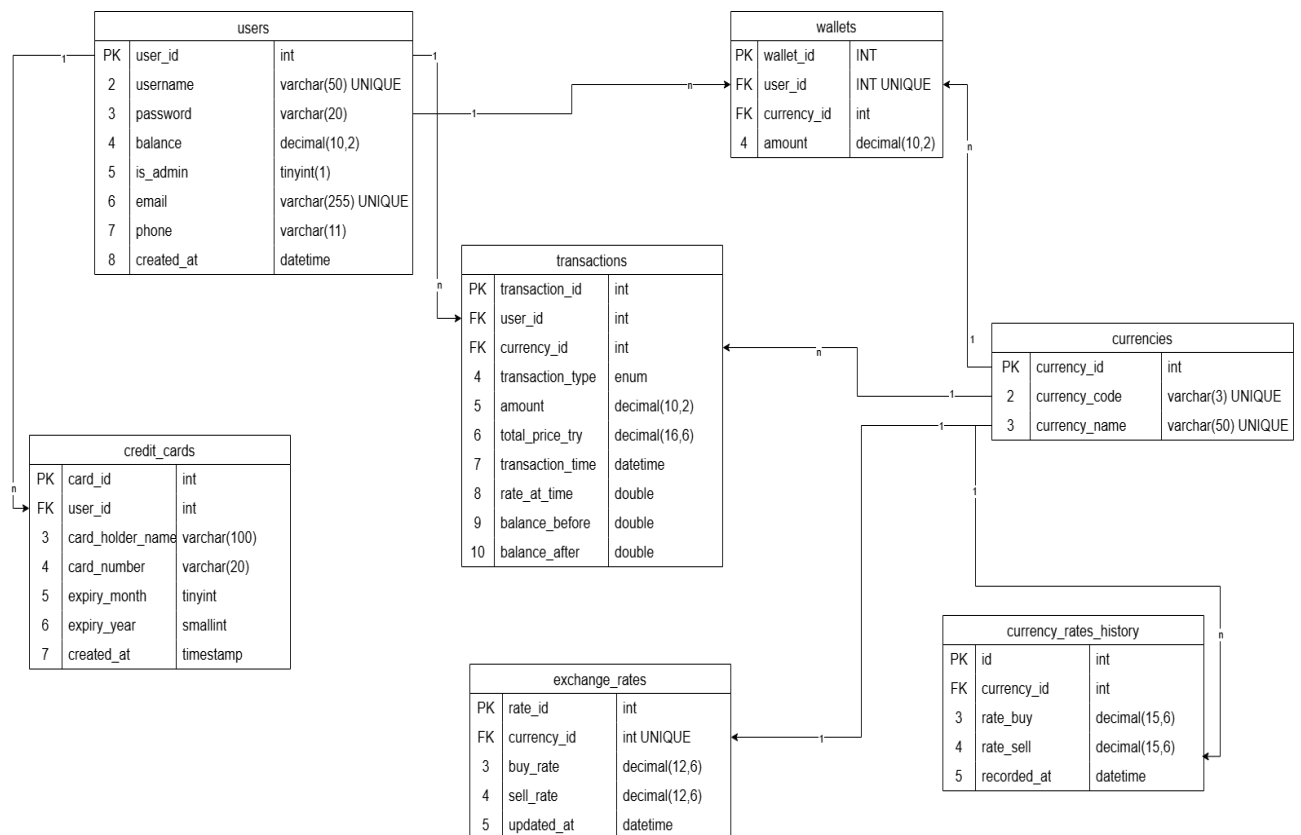 users
PK user_id int
2 username varchar(50) UNIQUE
3 password varchar(20)
4 balance decimal(10,2)
5 is_admin tinyint(1)
6 email varchar(255) UNIQUE
7 phone varchar(11)
8 created_at datetime
wallets
PK wallet_id INT
FK user_id INT UNIQUE
FK currency_id int
4 amount decimal(10,2)
1
1
1
n
n
n
transactions
PK transaction_id int
FK user_id int
FK currency_id int
4 transaction_type enum
5 amount decimal(10,2)
6 total_price_try decimal(16,6)
7 transaction_time datetime
8 rate_at_time double
9 balance_before double
10 balance_after double
n
1
currencies
PK currency_id int
2 currency_code varchar(3) UNIQUE
3 currency_name varchar(50) UNIQUE
n
1
1
1
credit_cards
PK card_id int
FK user_id int
3 card_holder_name varchar(100)
4 card_number varchar(20)
5 expiry_month tinyint
6 expiry_year smallint
7 created_at timestamp
n
currency_rates_history
PK id int
FK currency_id int
3 rate_buy decimal(15,6)
4 rate_sell decimal(15,6)
5 recorded_at datetime
n
exchange_rates
PK rate_id int
FK currency_id int UNIQUE
3 buy_rate decimal(12,6)
4 sell_rate decimal(12,6)
5 updated_at datetime
1